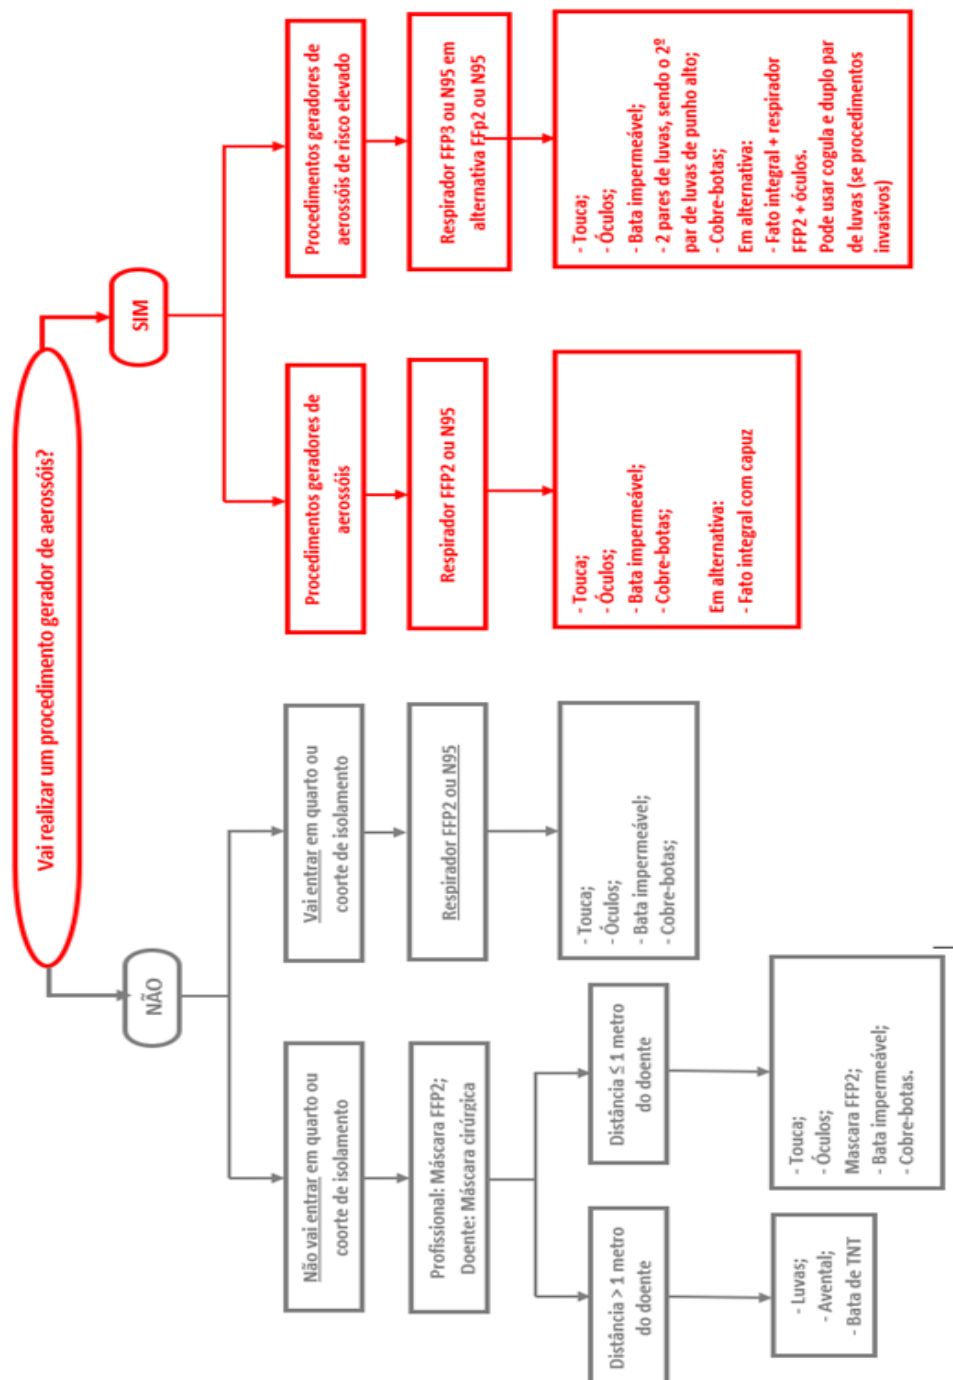 Vai realizar um procedimento gerador de aerossóis?
NÃO
SIM
Não vai entrar em quarto ou
coorte de isolamento
Vai entrar em quarto ou
coorte de isolamento
Procedimentos geradores de
aerossóis
Procedimentos geradores de
aerossóis de risco elevado
Profissional: Máscara FFP2;
Doente: Máscara cirúrgica
Respirador FFP2 ou N95
Respirador FFP2 ou N95
Respirador FFP3 ou N95 em
alternativa FFp2 ou N95
Distância > 1 metro
do doente
Distância ≤ 1 metro
do doente
- Touca;
- Óculos;
- Bata impermeável;
- Cobre-botas;
- Touca;
- Óculos;
- Bata impermeável;
- Cobre-botas;
Em alternativa:
- Fato integral com capuz
- Touca;
- Óculos;
- Bata impermeável;
- 2 pares de luvas, sendo o 2º
par de luvas de punho alto;
- Cobre-botas;
Em alternativa:
- Fato integral + respirador
FFP2 + óculos.
Pode usar cogula e duplo par
de luvas (se procedimentos
invasivos)
- Luvas;
- Avental;
- Bata de TNT
- Touca;
- Óculos;
Mascara FFP2;
- Bata impermeável;
- Cobre-botas.